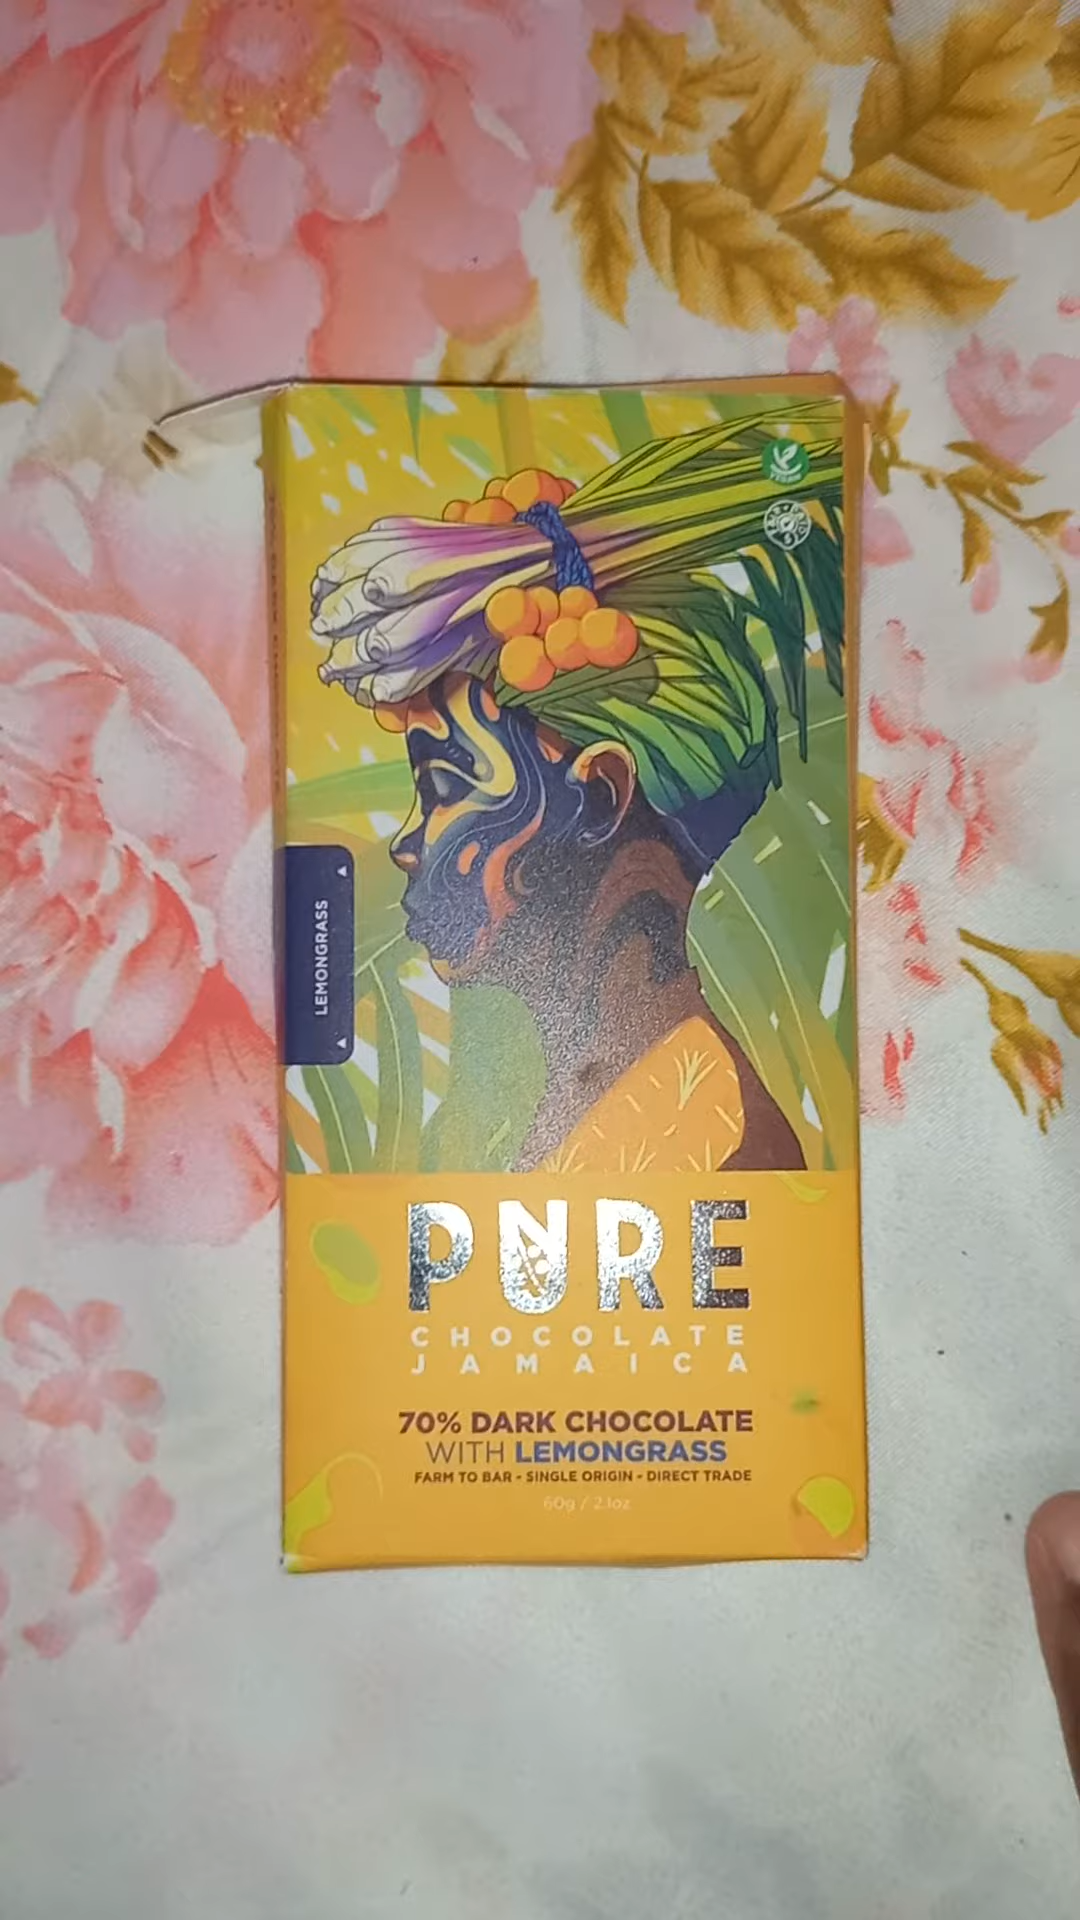 VEGAN
LEMONGRASS
PURE
CHOCOLATE
JAMAICA
70% DARK CHOCOLATE
WITH LEMONGRASS
FARM TO BAR - SINGLE ORIGIN - DIRECT TRADE
60g / 2.1oz